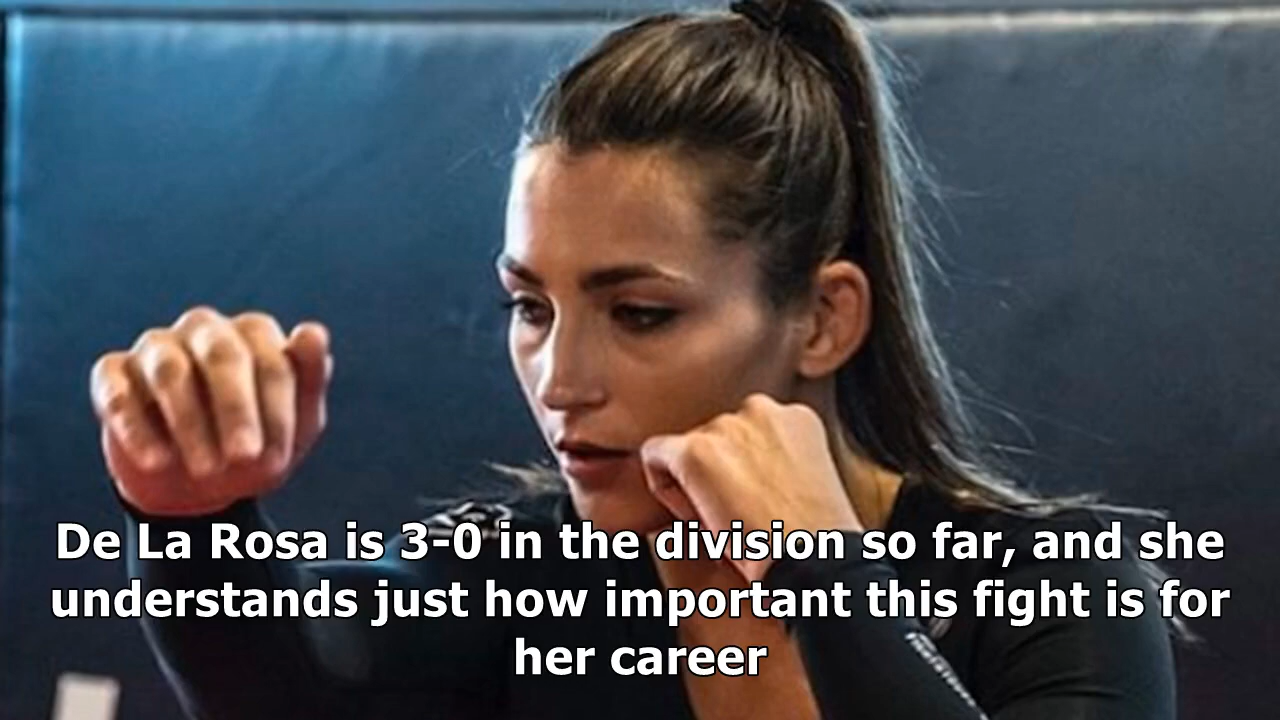 De La Rosa is 3-0 in the division so far, and she
understands just how important this fight is for
her career